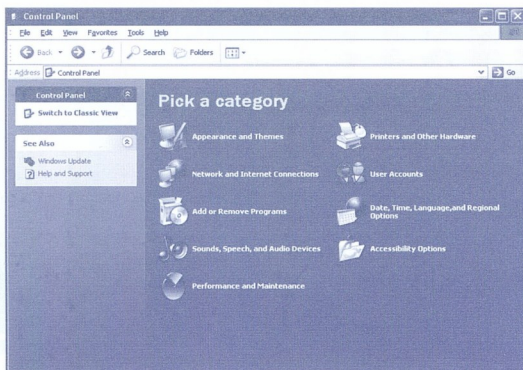 Control Panel
File Edit View Favorites Tools Help
Back Search Folders
Address Control Panel Go
Control Panel
Switch to Classic View
See Also
Windows Update
Help and Support
Pick a category
Appearance and Themes
Printers and Other Hardware
Network and Internet Connections
User Accounts
Add or Remove Programs
Date, Time, Language,and Regional
Options
Sounds, Speech, and Audio Devices
Accessibility Options
Performance and Maintenance